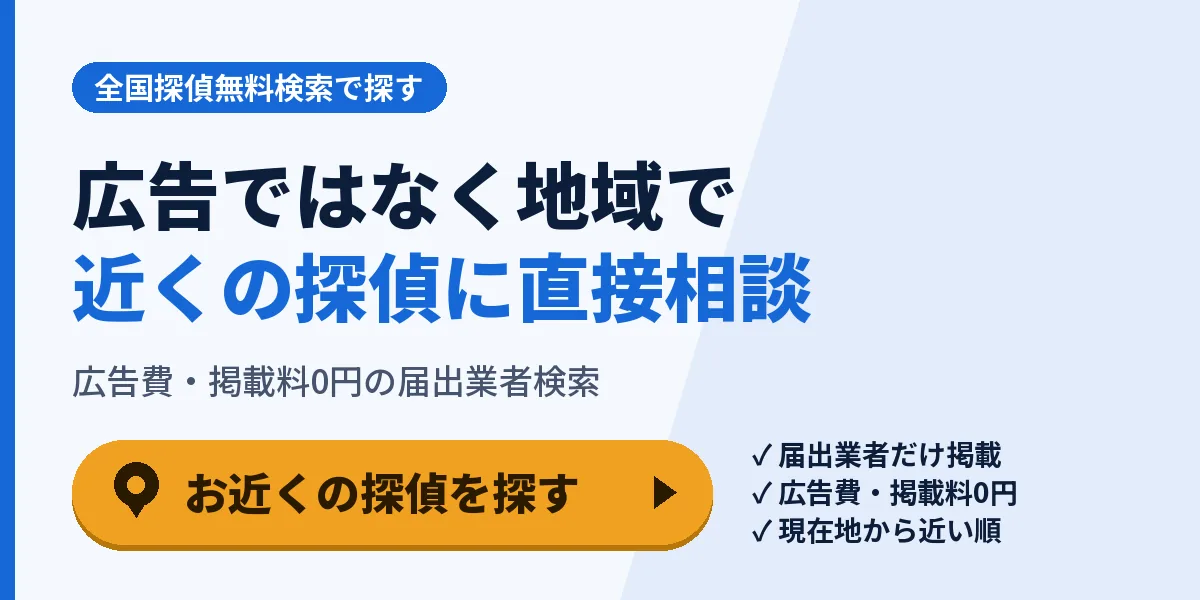 全国探偵無料検索で探す
広告ではなく地域で
近くの探偵に直接相談
広告費・掲載料0円の届出業者検索
お近くの探偵を探す
✓ 届出業者だけ掲載
✓ 広告費・掲載料0円
✓ 現在地から近い順